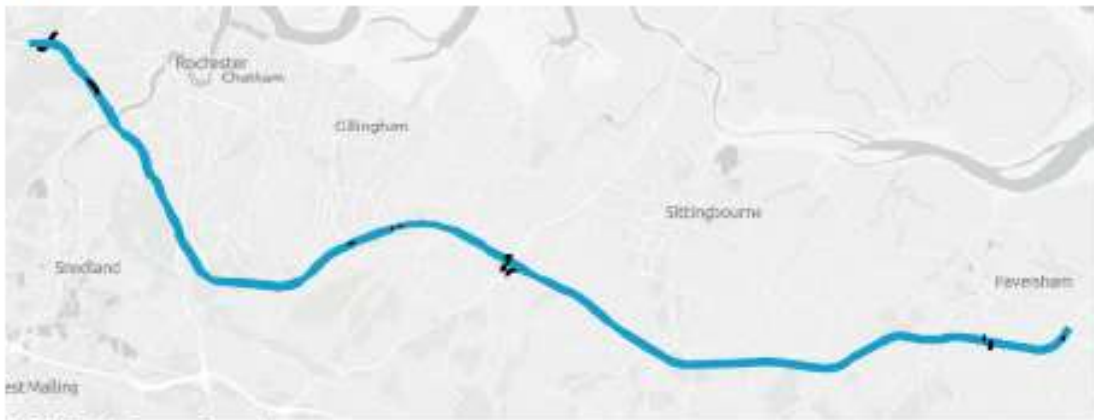 Rochester
Chatham
Gillingham
Sittingbourne
Snodland
Faversham
est Malling